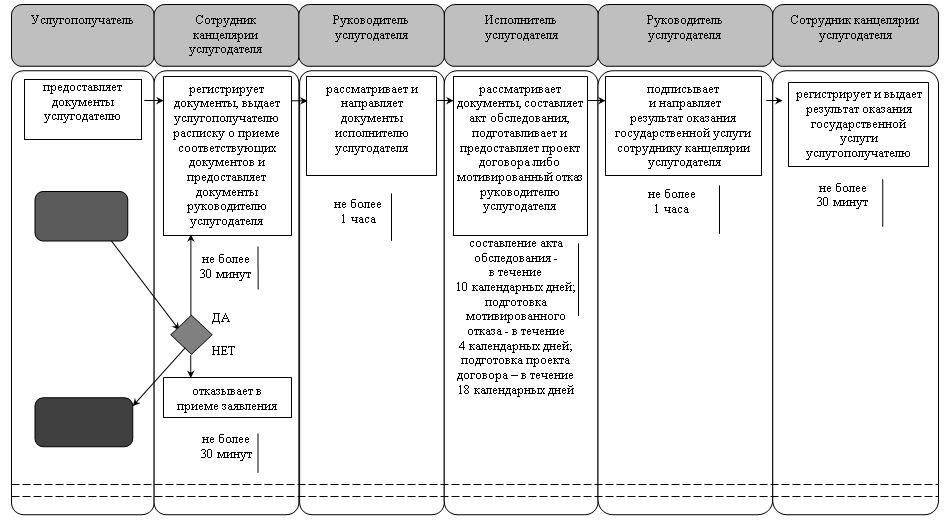 Услугополучатель
Сотрудник
канцелярии
услугодателя
Руководитель
услугодателя
Исполнитель
услугодателя
Руководитель
услугодателя
Сотрудник канцелярии
услугодателя
предоставляет
документы
услугодателю
регистрирует
документы, выдает
услугополучателю
расписку о приеме
соответствующих
документов и
предоставляет
документы
руководителю
услугодателя
не более
30 минут
ДА
НЕТ
отказывает в
приеме заявления
не более
30 минут
рассматривает и
направляет
документы
исполнителю
услугодателя
не более
1 часа
рассматривает
документы, составляет
акт обследования,
подготавливает и
предоставляет проект
договора либо
мотивированный отказ
руководителю
услугодателя
составление акта
обследования -
в течение
10 календарных дней;
подготовка
мотивированного
отказа - в течение
4 календарных дней;
подготовка проекта
договора – в течение
18 календарных дней
подписывает
и направляет
результат оказания
государственной услуги
сотруднику канцелярии
услугодателя
не более
1 часа
регистрирует и выдает
результат оказания
государственной
услуги
услугополучателю
не более
30 минут